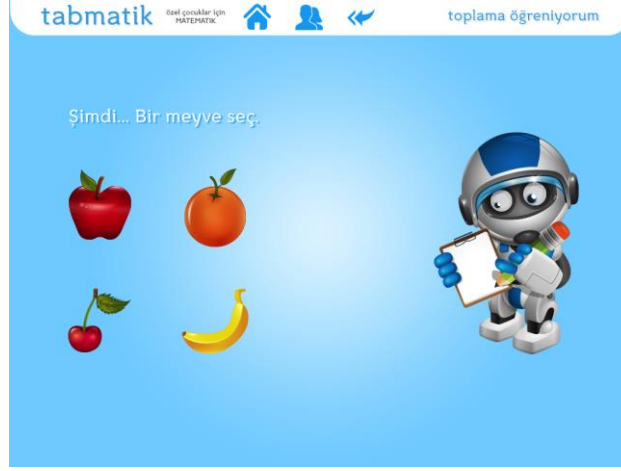 tabmatik
özel çocuklar için
MATEMATİK
toplama öğreniyorum
Şimdi... Bir meyve seç.